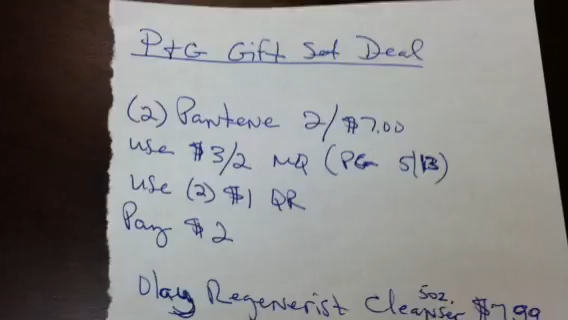 P+G Gift Set Deal
(2) Pantene 2/$7.00
use $3/2 MQ (PG 5/13)
use (2) $1 QR
Pay $2
Olay Regenerist Cleanser 5oz. $7.99